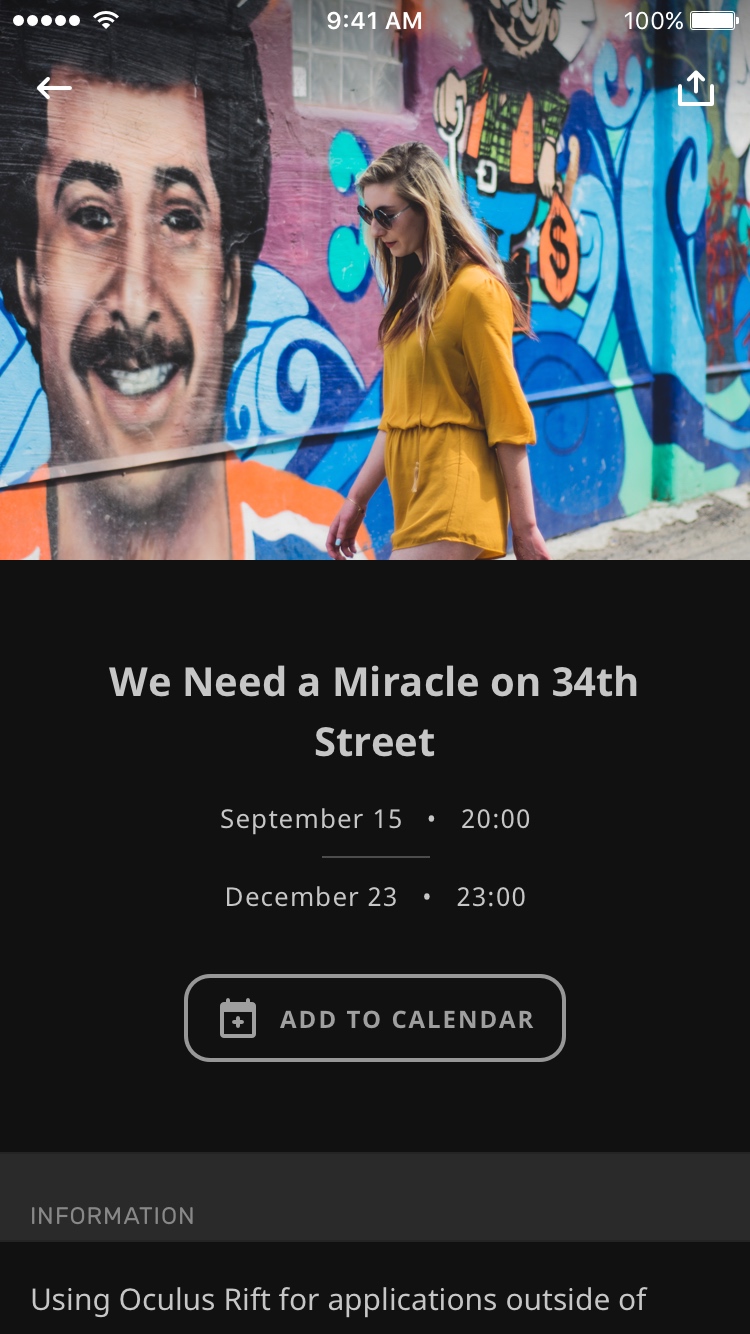 9:41 AM 100%
$
We Need a Miracle on 34th
Street
September 15 • 20:00
December 23 • 23:00
ADD TO CALENDAR
INFORMATION
Using Oculus Rift for applications outside of